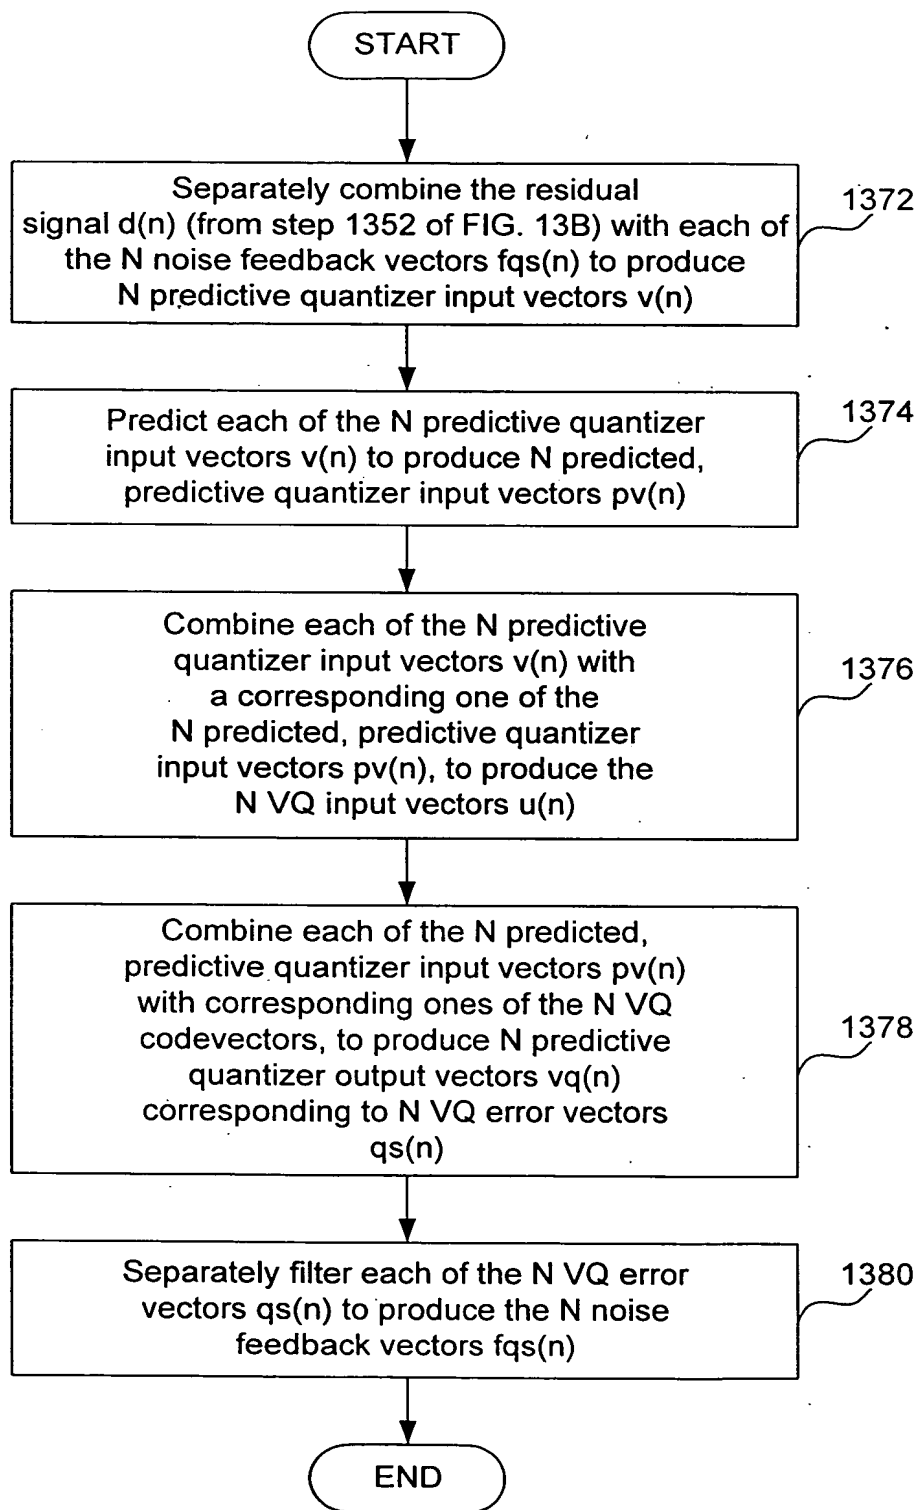 START
Separately combine the residual
signal d(n) (from step 1352 of FIG. 13B) with each of
the N noise feedback vectors fqs(n) to produce
N predictive quantizer input vectors v(n)
1372
Predict each of the N predictive quantizer
input vectors v(n) to produce N predicted,
predictive quantizer input vectors pv(n)
1374
Combine each of the N predictive
quantizer input vectors v(n) with
a corresponding one of the
N predicted, predictive quantizer
input vectors pv(n), to produce the
N VQ input vectors u(n)
1376
Combine each of the N predicted,
predictive quantizer input vectors pv(n)
with corresponding ones of the N VQ
codevectors, to produce N predictive
quantizer output vectors vq(n)
corresponding to N VQ error vectors
qs(n)
1378
Separately filter each of the N VQ error
vectors qs(n) to produce the N noise
feedback vectors fqs(n)
1380
END